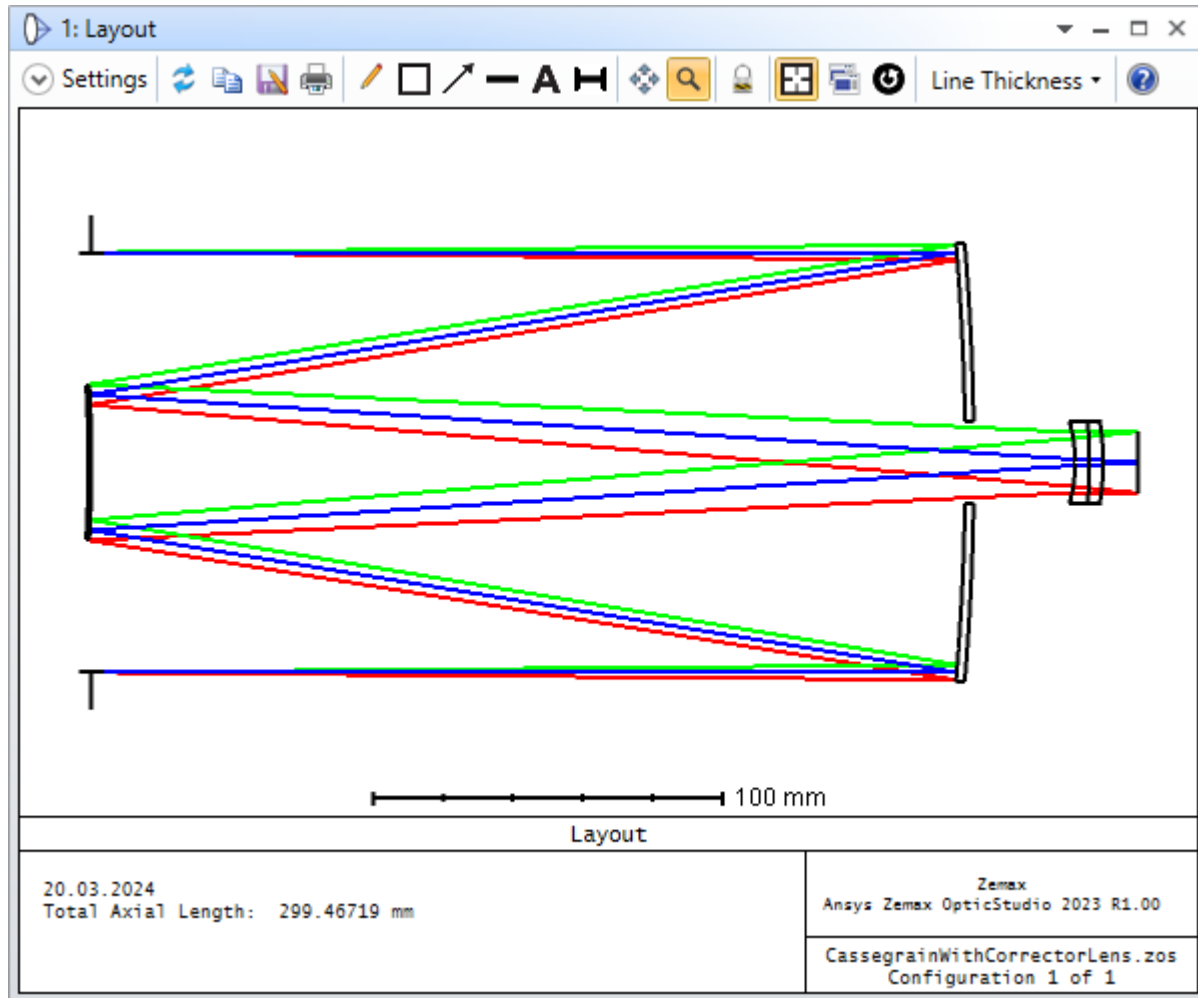 1: Layout
Settings
A
Line Thickness
100 mm
Layout
20.03.2024
Total Axial Length:  299.46719 mm
Zemax
Ansys Zemax OpticStudio 2023 R1.00
CassegrainWithCorrectorLens.zos
Configuration 1 of 1